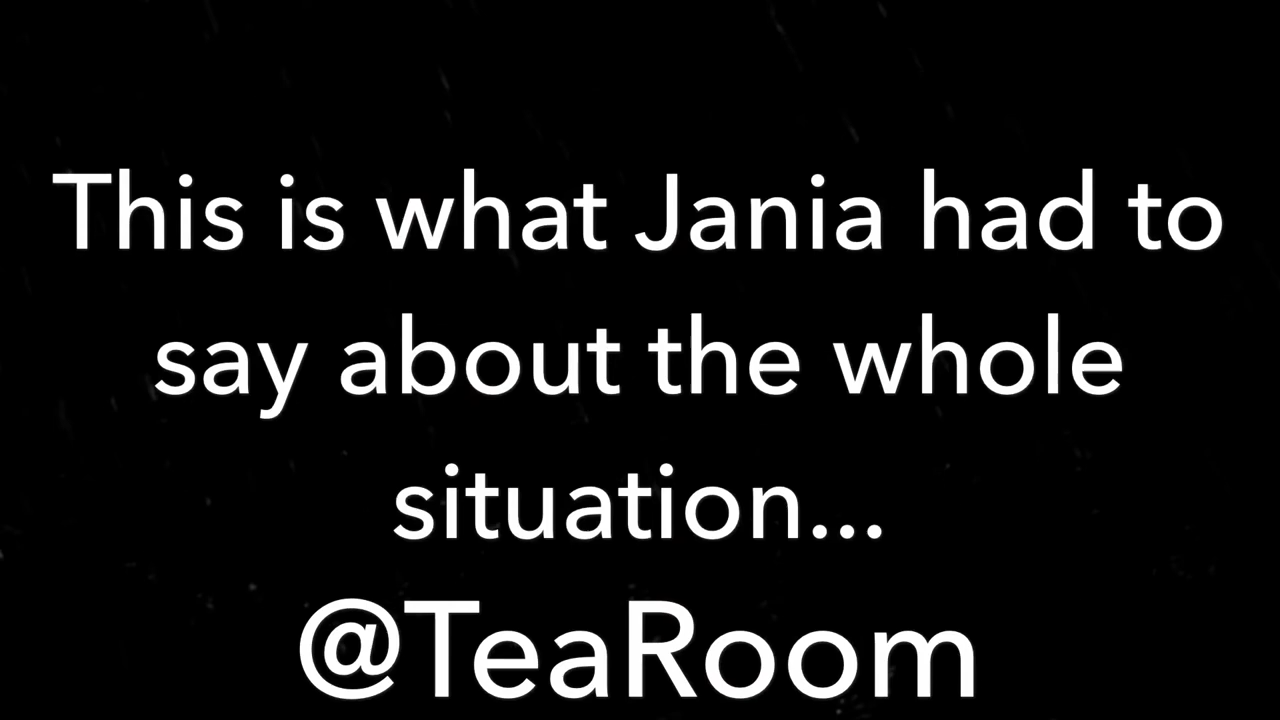 This is what Jania had to
say about the whole
situation...
@TeaRoom